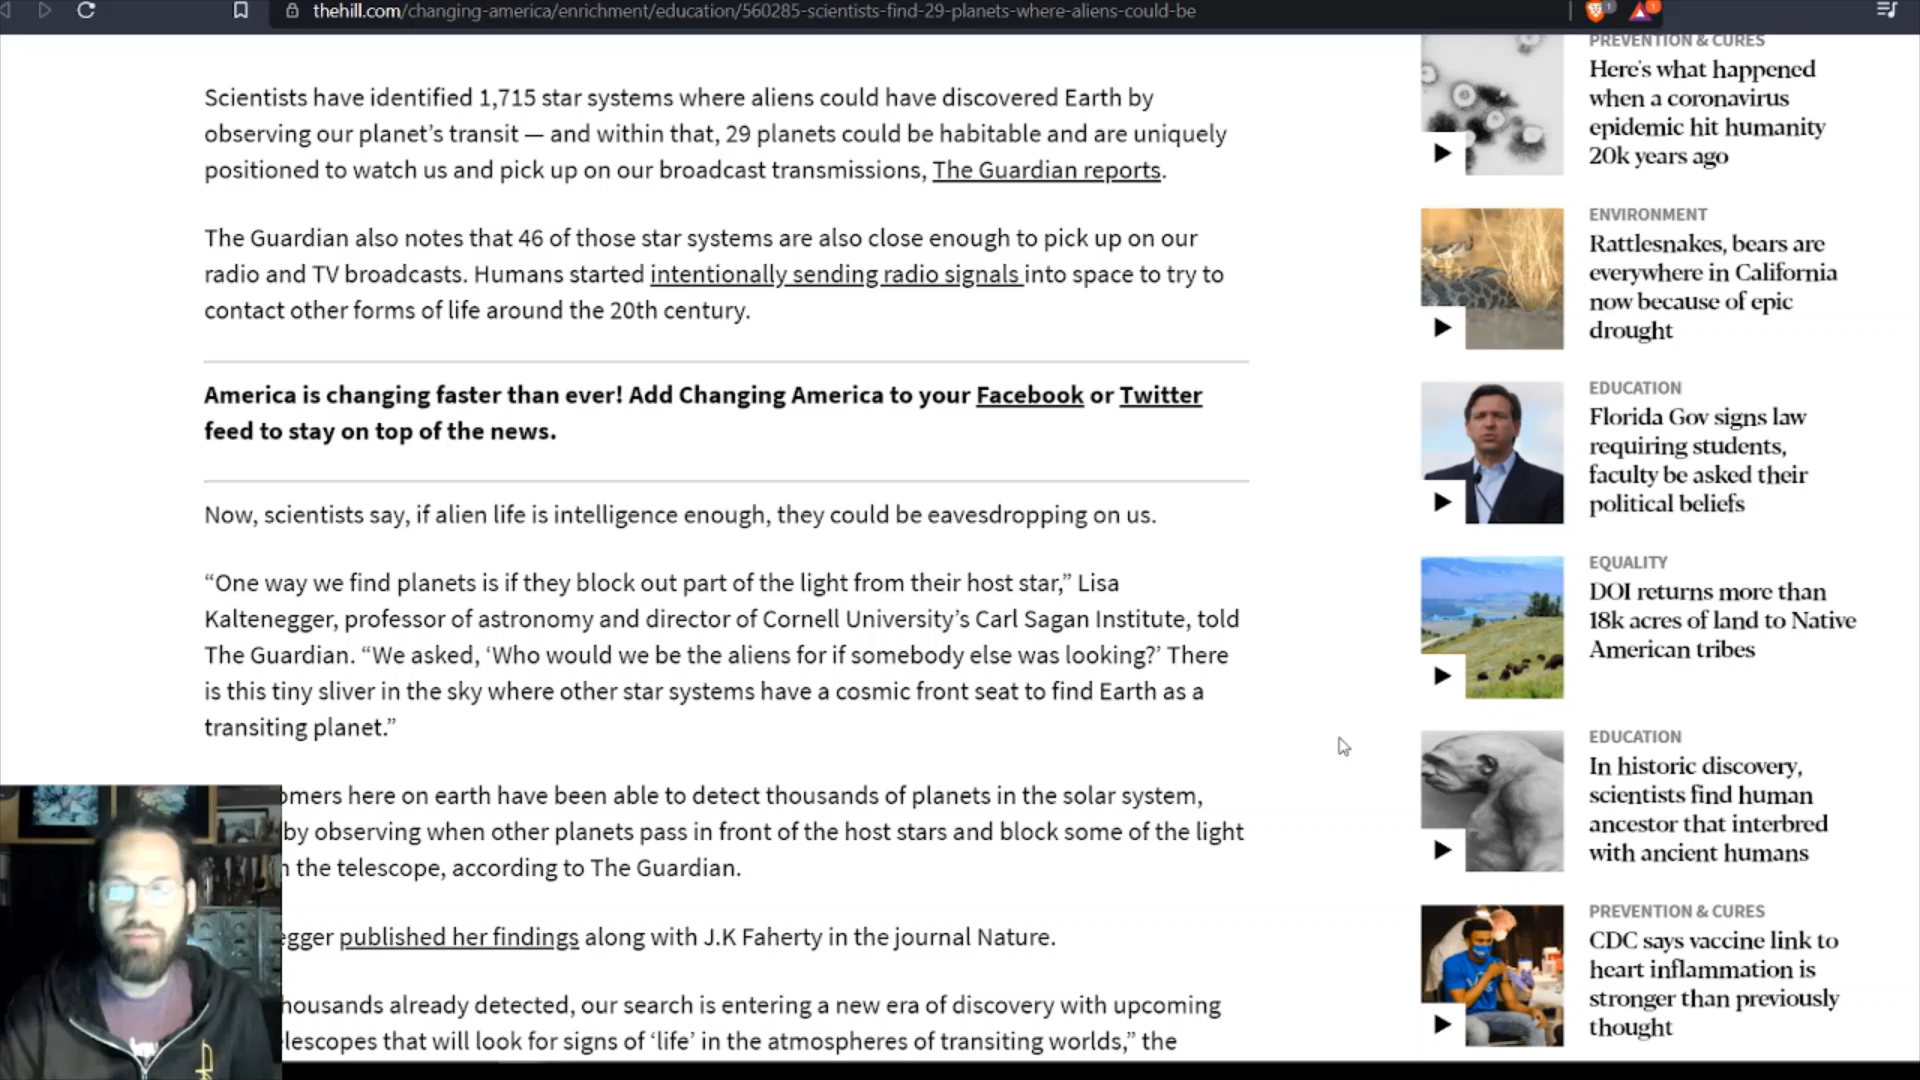 thehill.com/changing-america/enrichment/education/560285-scientists-find-29-planets-where-aliens-could-be
Scientists have identified 1,715 star systems where aliens could have discovered Earth by
observing our planet’s transit — and within that, 29 planets could be habitable and are uniquely
positioned to watch us and pick up on our broadcast transmissions, The Guardian reports.
The Guardian also notes that 46 of those star systems are also close enough to pick up on our
radio and TV broadcasts. Humans started intentionally sending radio signals into space to try to
contact other forms of life around the 20th century.
America is changing faster than ever! Add Changing America to your Facebook or Twitter
feed to stay on top of the news.
Now, scientists say, if alien life is intelligence enough, they could be eavesdropping on us.
“One way we find planets is if they block out part of the light from their host star,” Lisa
Kaltenegger, professor of astronomy and director of Cornell University’s Carl Sagan Institute, told
The Guardian. “We asked, ‘Who would we be the aliens for if somebody else was looking?’ There
is this tiny sliver in the sky where other star systems have a cosmic front seat to find Earth as a
transiting planet.”
omers here on earth have been able to detect thousands of planets in the solar system,
by observing when other planets pass in front of the host stars and block some of the light
the telescope, according to The Guardian.
egger published her findings along with J.K Faherty in the journal Nature.
housands already detected, our search is entering a new era of discovery with upcoming
lescopes that will look for signs of ‘life’ in the atmospheres of transiting worlds,” the
PREVENTION & CURES
Here's what happened
when a coronavirus
epidemic hit humanity
20k years ago
ENVIRONMENT
Rattlesnakes, bears are
everywhere in California
now because of epic
drought
EDUCATION
Florida Gov signs law
requiring students,
faculty be asked their
political beliefs
EQUALITY
DOI returns more than
18k acres of land to Native
American tribes
EDUCATION
In historic discovery,
scientists find human
ancestor that interbred
with ancient humans
PREVENTION & CURES
CDC says vaccine link to
heart inflammation is
stronger than previously
thought